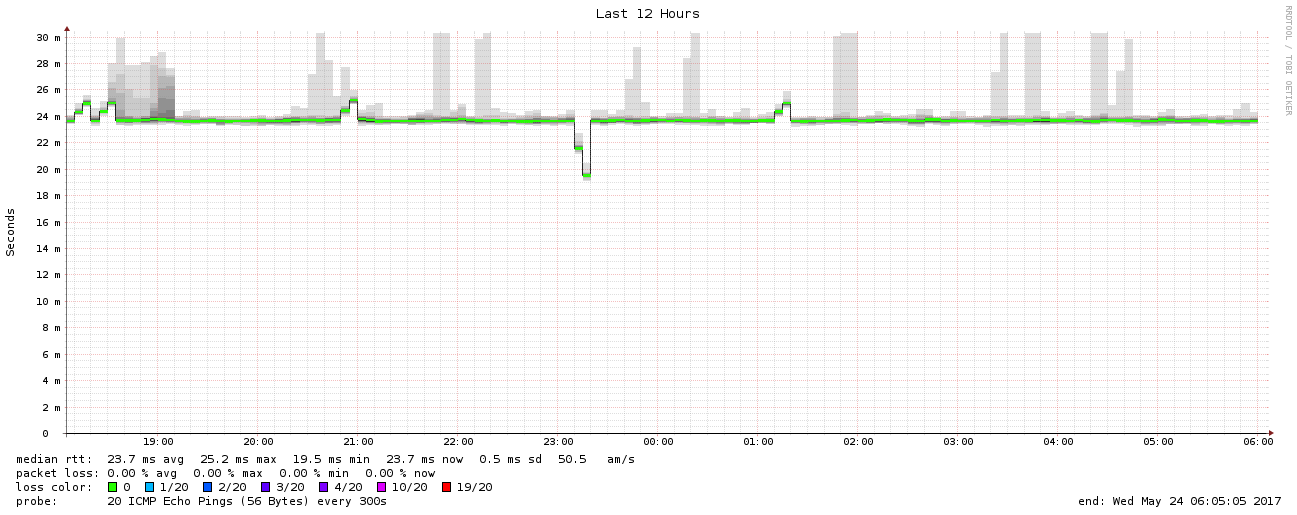 Last 12 Hours
RRDTOOL / TOBI OETIKER
Seconds
30 m
28 m
26 m
24 m
22 m
20 m
18 m
16 m
14 m
12 m
10 m
8 m
6 m
4 m
2 m
0
19:00 20:00 21:00 22:00 23:00 00:00 01:00 02:00 03:00 04:00 05:00 06:00
median rtt: 23.7 ms avg 25.2 ms max 19.5 ms min 23.7 ms now 0.5 ms sd 50.5 am/s
packet loss: 0.00 % avg 0.00 % max 0.00 % min 0.00 % now
loss color: 0 1/20 2/20 3/20 4/20 10/20 19/20
probe: 20 ICMP Echo Pings (56 Bytes) every 300s
end: Wed May 24 06:05:05 2017